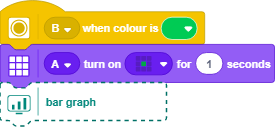 B when colour is
A turn on for 1 seconds
bar graph